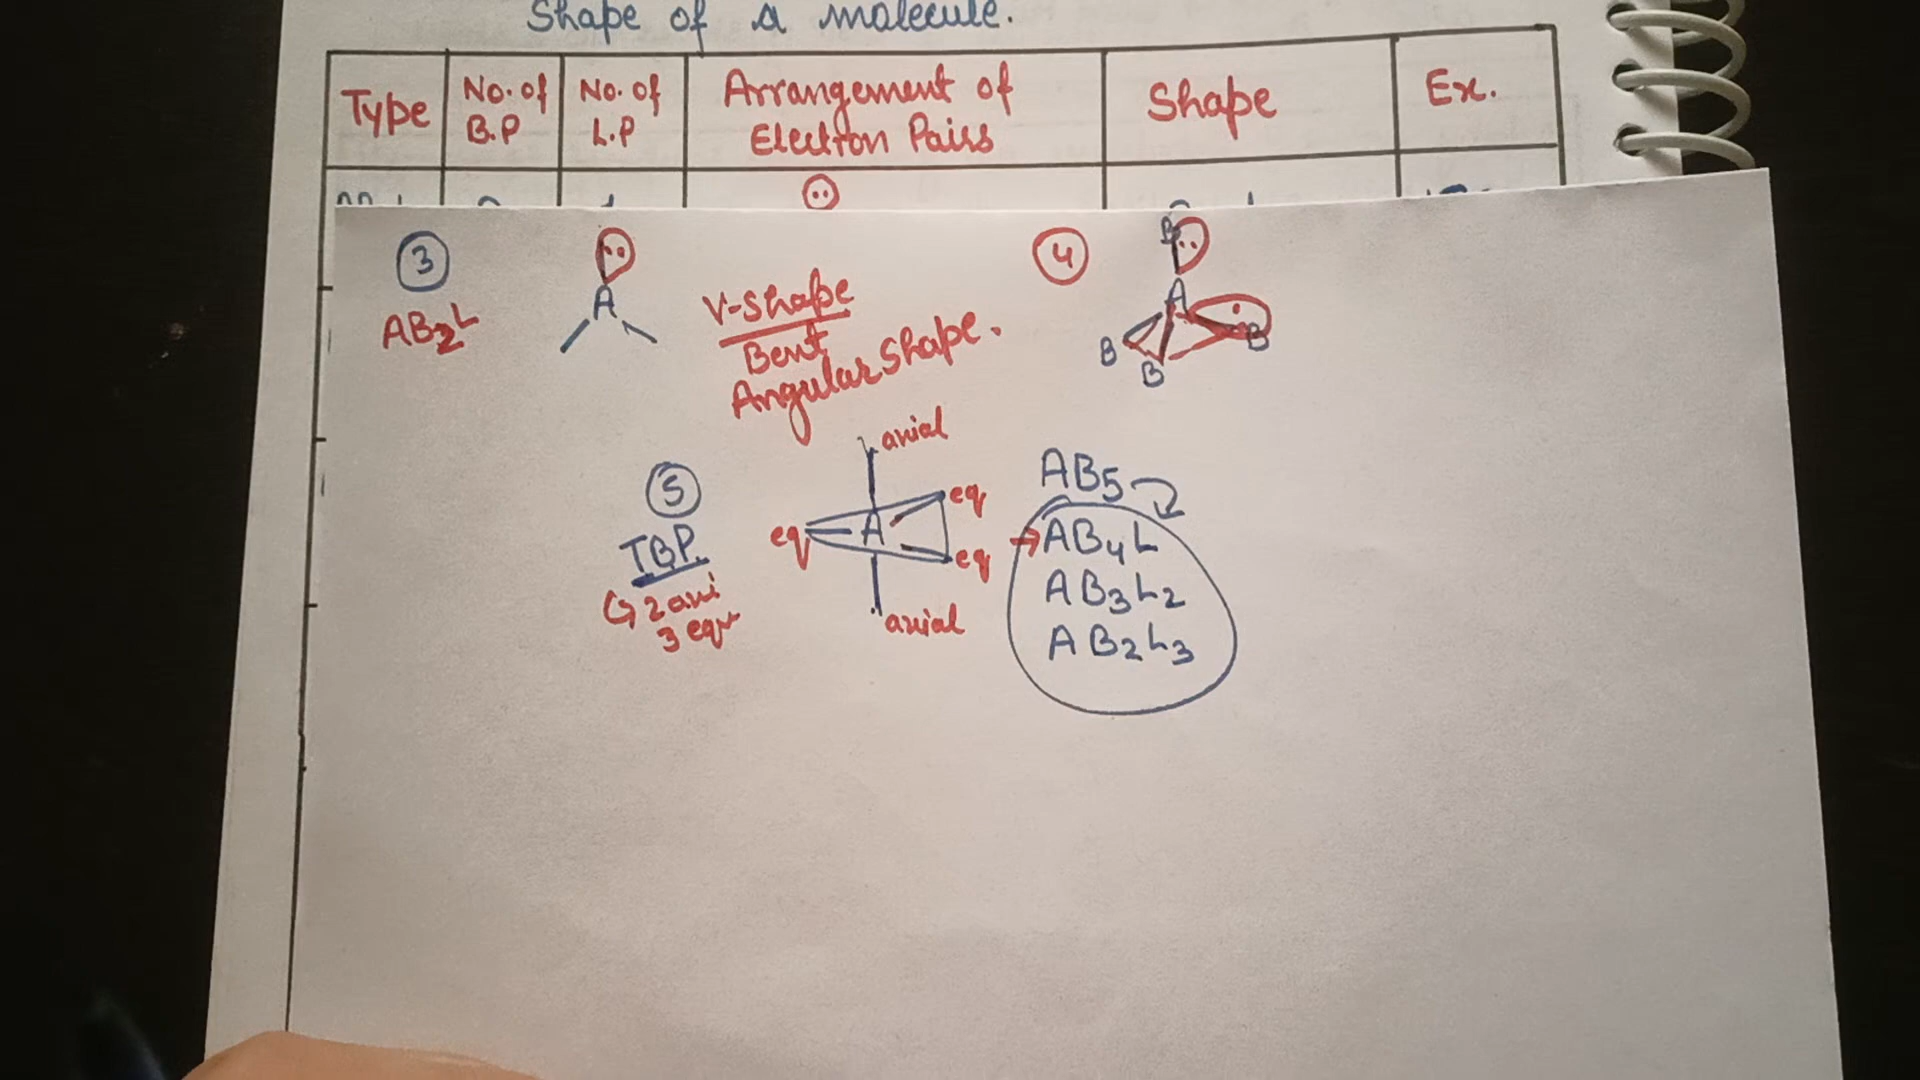 Shape of a molecule.
Type
No. of
B.P
No. of
L.P
Arrangement of
Electron Pairs
Shape
Ex.
3
AB2L
A
V-Shape
Bent
Angular Shape.
4
B
A
B
B
B
5
TBP
2 axi
3 equ
axial
eq
eq
A
eq
axial
AB5
AB4L
AB3L2
AB2L3